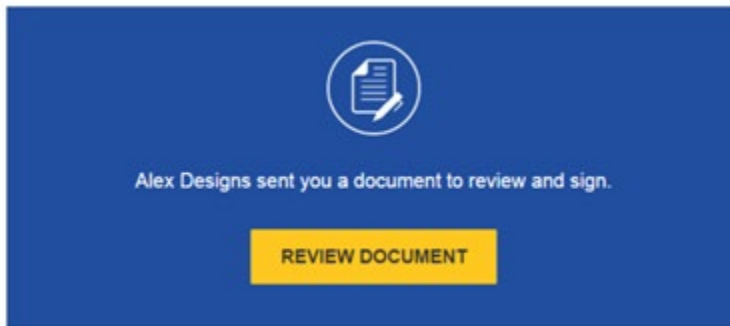 Alex Designs sent you a document to review and sign.
REVIEW DOCUMENT